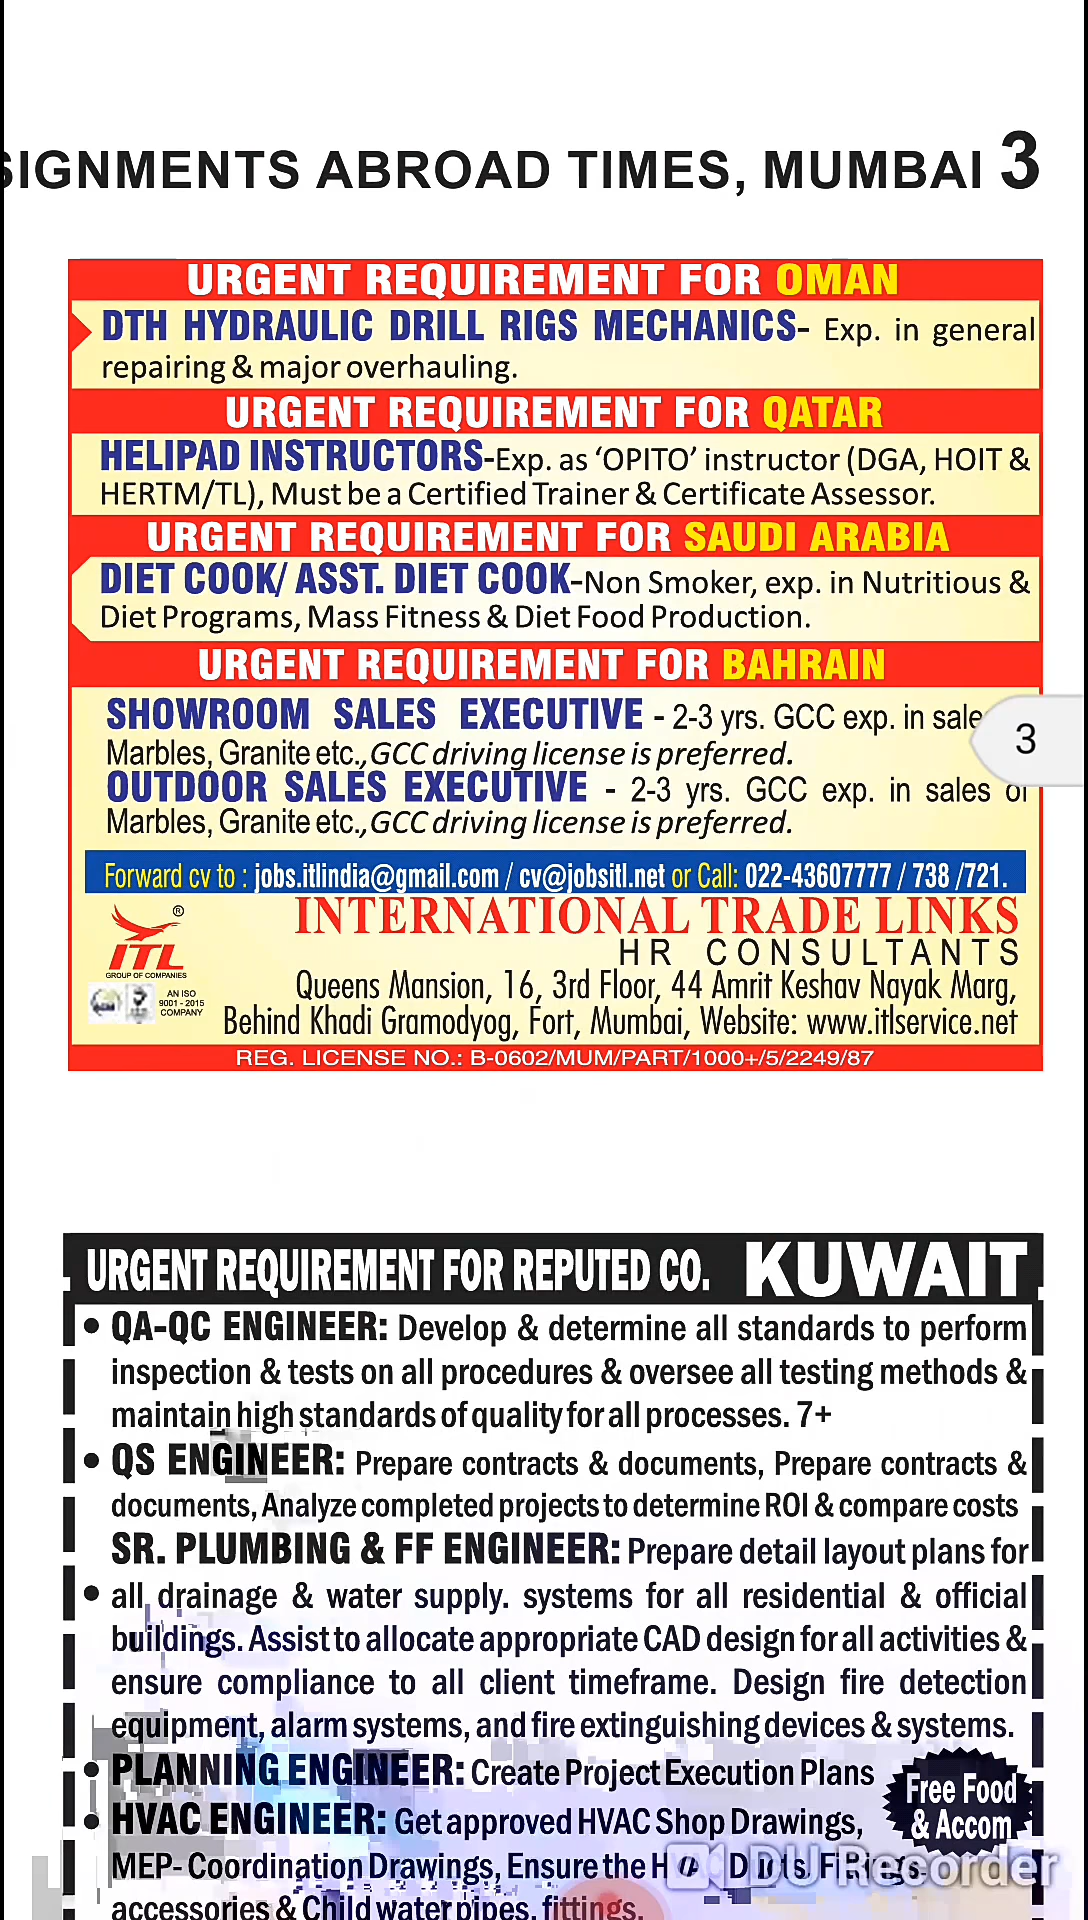 SIGNMENTS ABROAD TIMES, MUMBAI 3
URGENT REQUIREMENT FOR OMAN
DTH HYDRAULIC DRILL RIGS MECHANICS- Exp. in general
repairing & major overhauling.
URGENT REQUIREMENT FOR QATAR
HELIPAD INSTRUCTORS-Exp. as ‘OPITO’ instructor (DGA, HOIT &
HERTM/TL), Must be a Certified Trainer & Certificate Assessor.
URGENT REQUIREMENT FOR SAUDI ARABIA
DIET COOK/ ASST. DIET COOK-Non Smoker, exp. in Nutritious &
Diet Programs, Mass Fitness & Diet Food Production.
URGENT REQUIREMENT FOR BAHRAIN
SHOWROOM SALES EXECUTIVE - 2-3 yrs. GCC exp. in sale
3
Marbles, Granite etc., GCC driving license is preferred.
OUTDOOR SALES EXECUTIVE - 2-3 yrs. GCC exp. in sales of
Marbles, Granite etc., GCC driving license is preferred.
Forward cv to : jobs.itlindia@gmail.com / cv@jobsitl.net or Call: 022-43607777 / 738 /721.
INTERNATIONAL TRADE LINKS
HR CONSULTANTS
®
ITL
GROUP OF COMPANIES
AN ISO
9001 - 2015
COMPANY
Queens Mansion, 16, 3rd Floor, 44 Amrit Keshav Nayak Marg,
Behind Khadi Gramodyog, Fort, Mumbai, Website: www.itlservice.net
REG. LICENSE NO.: B-0602/MUM/PART/1000+/5/2249/87
URGENT REQUIREMENT FOR REPUTED CO. KUWAIT
• QA-QC ENGINEER: Develop & determine all standards to perform
inspection & tests on all procedures & oversee all testing methods &
maintain high standards of quality for all processes. 7+
• QS ENGINEER: Prepare contracts & documents, Prepare contracts &
documents, Analyze completed projects to determine ROI & compare costs
SR. PLUMBING & FF ENGINEER: Prepare detail layout plans for
• all drainage & water supply. systems for all residential & official
buildings. Assist to allocate appropriate CAD design for all activities &
ensure compliance to all client timeframe. Design fire detection
equipment, alarm systems, and fire extinguishing devices & systems.
• PLANNING ENGINEER: Create Project Execution Plans
• HVAC ENGINEER: Get approved HVAC Shop Drawings,
Free Food
& Accom
MEP- Coordination Drawings, Ensure the
DU Recorder
accessories & Child water pipes, fittings.